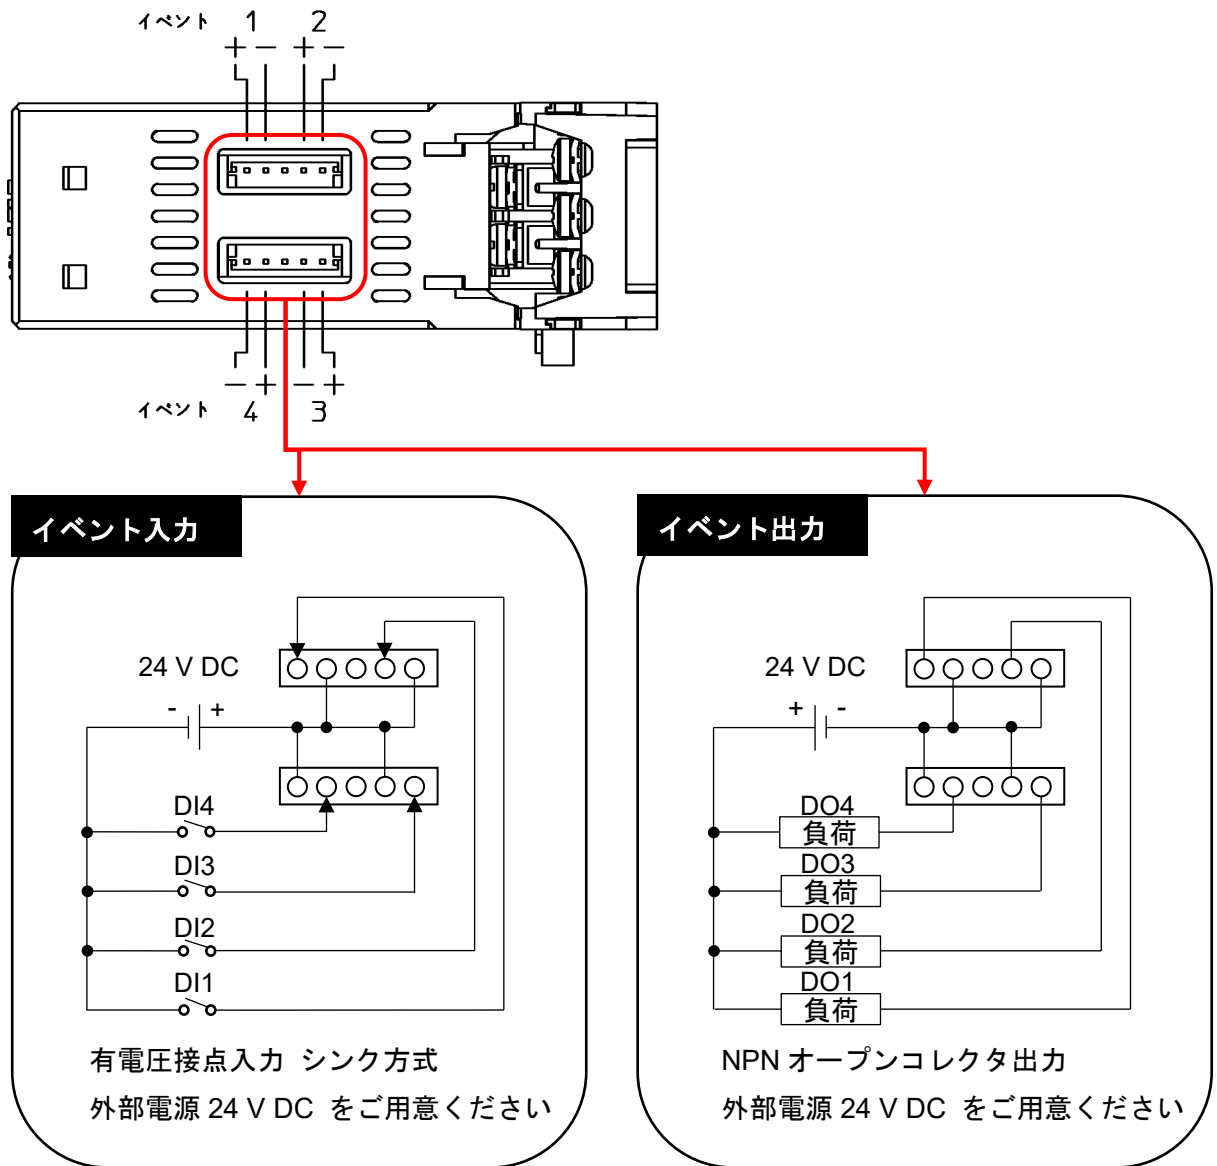 イベント 1 2
+ − + −
− + − +
イベント 4 3
イベント入力
24 V DC
- +
DI4
DI3
DI2
DI1
有電圧接点入力 シンク方式
外部電源 24 V DC をご用意ください
イベント出力
24 V DC
+ -
DO4
負荷
DO3
負荷
DO2
負荷
DO1
負荷
NPN オープンコレクタ出力
外部電源 24 V DC をご用意ください